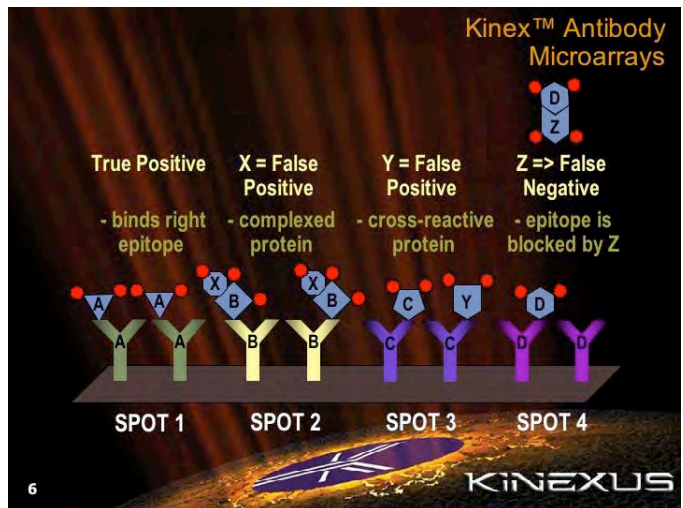 Kinex™ Antibody
Microarrays
D
Z
True Positive
- binds right
epitope
X = False
Positive
- complexed
protein
Y = False
Positive
- cross-reactive
protein
Z => False
Negative
- epitope is
blocked by Z
A
A
X
B
X
B
C
Y
D
A
A
B
B
C
C
D
D
SPOT 1
SPOT 2
SPOT 3
SPOT 4
6
KiNEXUS